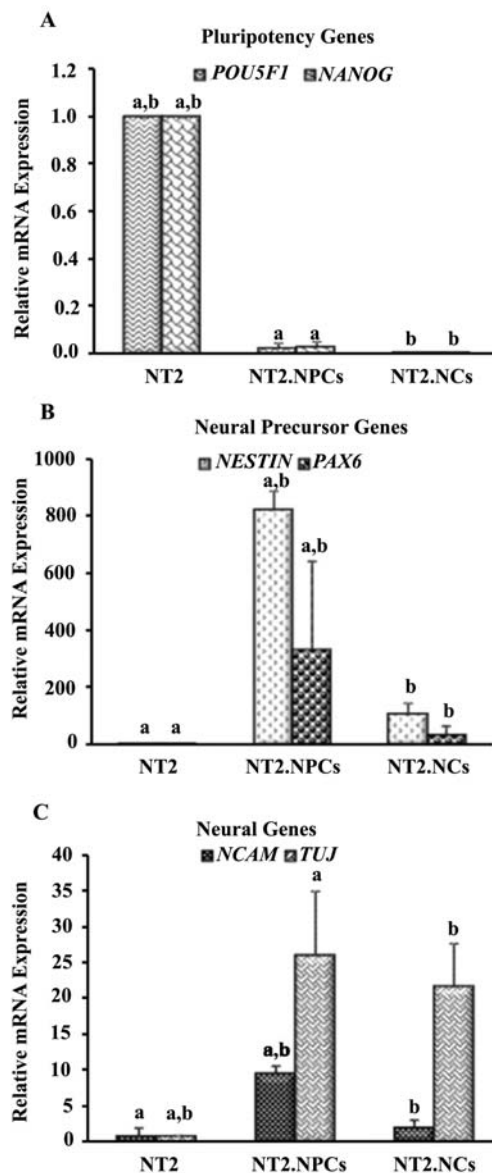 A
Pluripotency Genes
POU5F1 NANOG
Relative mRNA Expression
1.2
1.0
0.8
0.6
0.4
0.2
0.0
a,b a,b
a a
b b
NT2 NT2.NPCs NT2.NCs
B
Neural Precursor Genes
NESTIN PAX6
Relative mRNA Expression
1000
800
600
400
200
0
a a
a,b
a,b
b
b
NT2 NT2.NPCs NT2.NCs
C
Neural Genes
NCAM TUJ
Relative mRNA Expression
40
35
30
25
20
15
10
5
0
a a,b
a,b
a
b
b
NT2 NT2.NPCs NT2.NCs